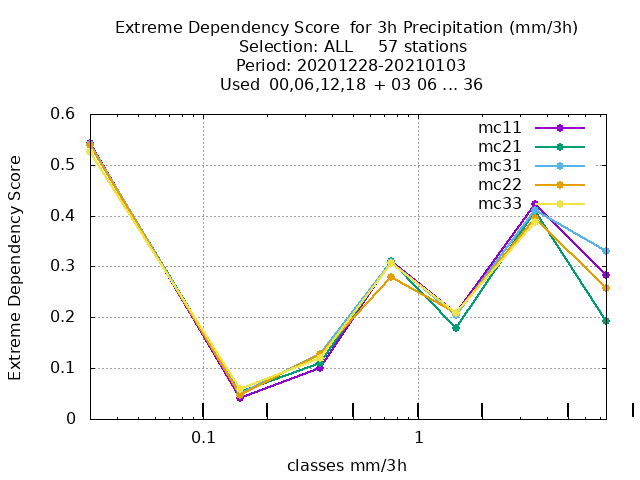 Extreme Dependency Score  for 3h Precipitation (mm/3h)
Selection: ALL     57 stations
Period: 20201228-20210103
Used  00,06,12,18  + 03 06 ... 36
mc11
mc21
mc31
mc22
mc33
Extreme Dependency Score
0.6
0.5
0.4
0.3
0.2
0.1
0
0.1 1
classes mm/3h